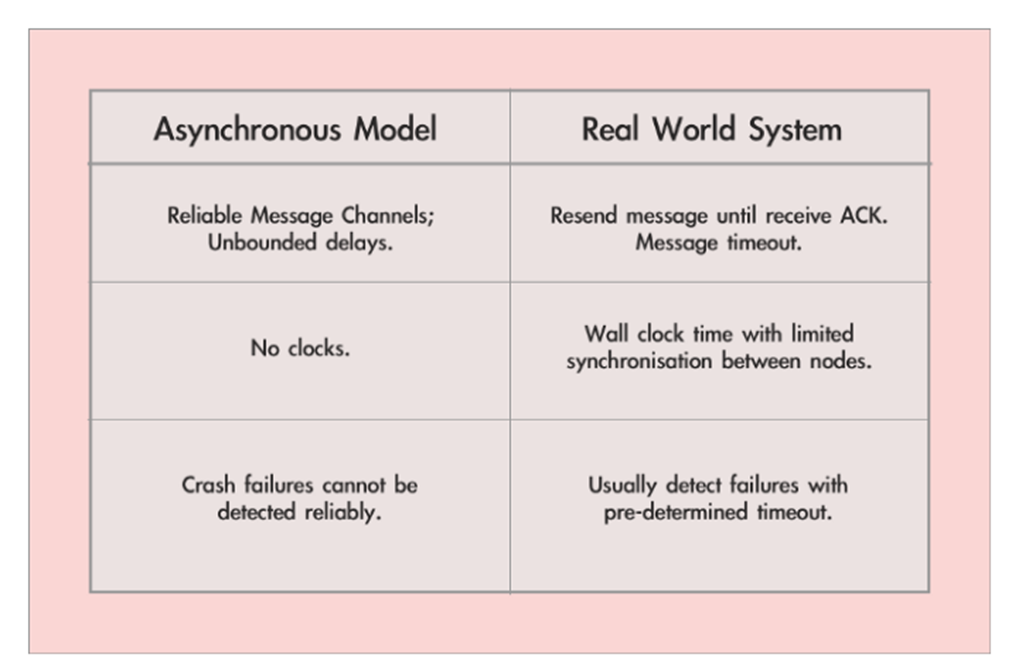 Asynchronous Model
Real World System
Reliable Message Channels;
Unbounded delays.
Resend message until receive ACK.
Message timeout.
No clocks.
Wall clock time with limited
synchronisation between nodes.
Crash failures cannot be
detected reliably.
Usually detect failures with
pre-determined timeout.